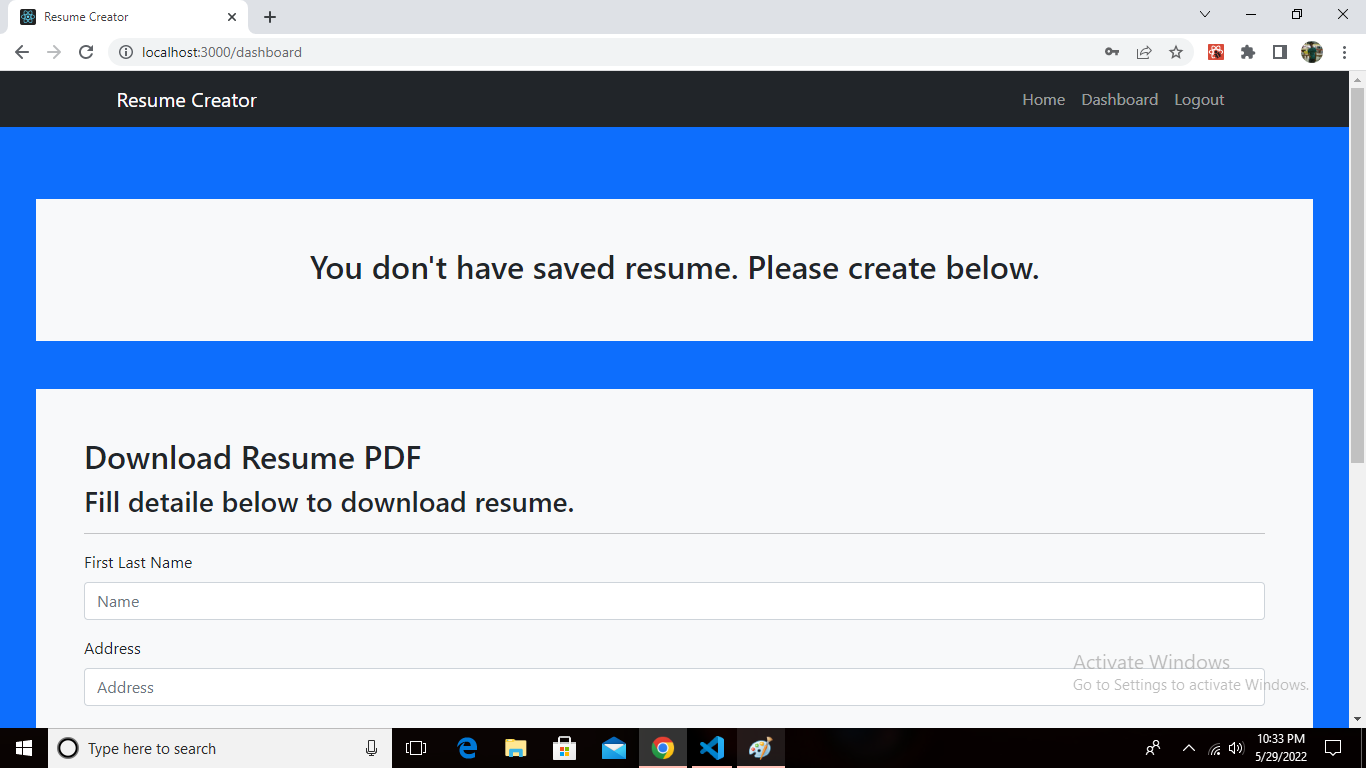 Resume Creator
localhost:3000/dashboard
Resume Creator
Home Dashboard Logout
You don't have saved resume. Please create below.
Download Resume PDF
Fill detaile below to download resume.
First Last Name
Name
Address
Address
Activate Windows
Go to Settings to activate Windows.
Type here to search
10:33 PM
5/29/2022